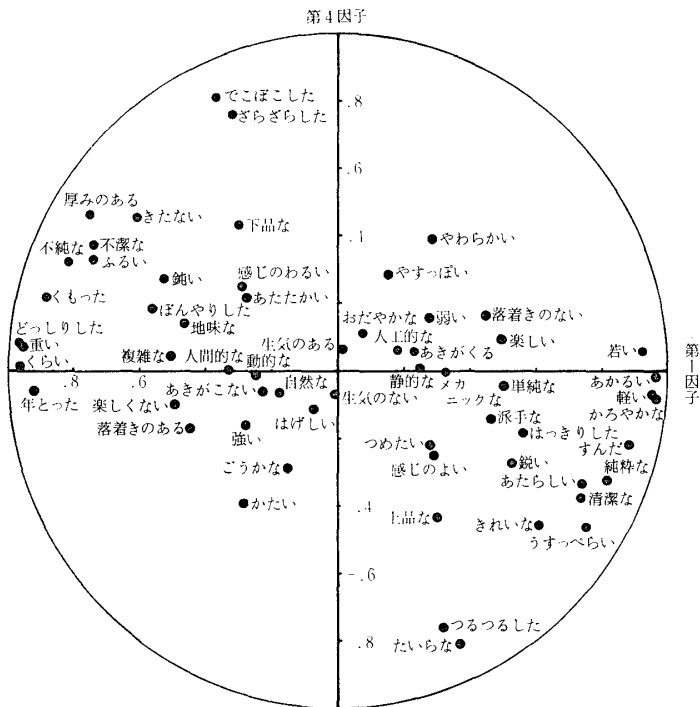 第4因子
.8
でこぼこした
ざらざらした
.6
厚みのある
きたない
下品な
.4
やわらかい
不純な
不潔な
ふるい
鈍い
感じのわるい
やすっぽい
くもった
ぼんやりした
あたたかい
地味な
おだやかな
弱い
落着きのない
どっしりした
重い
くらい
複雑な
人間的な
動的な
生気のある
人工的な
あきがくる
楽しい
若い
第I因子
.8
.6
年とった
楽しくない
あきがこない
自然な
生気のない
静的な
メカニックな
単純な
あかるい
軽い
かろやかな
落着きのある
強い
はげしい
派手な
はっきりした
すんだ
ごうかな
つめたい
感じのよい
鋭い
純粋な
あたらしい
清潔な
かたい
.4
上品な
きれいな
うすっぺらい
-.6
.8
つるつるした
たいらな